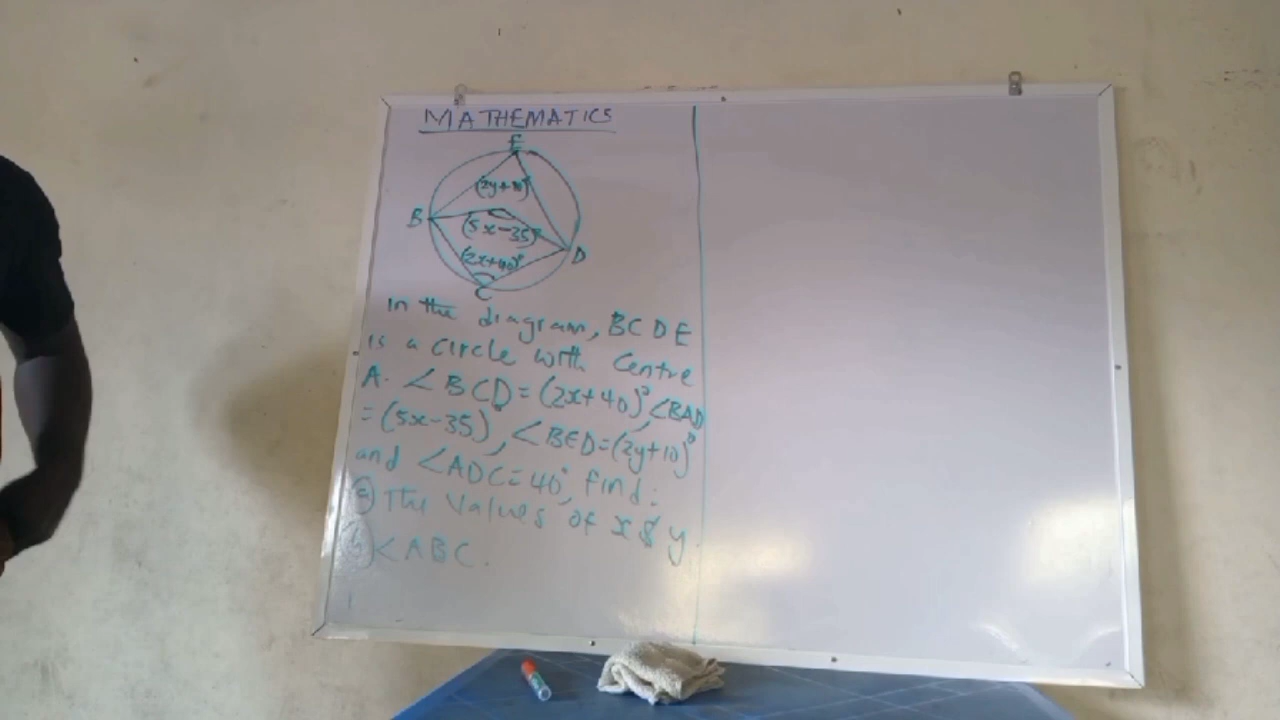 MATHEMATICS
E
(2y+10)°
B
(5x-35)°
D
(2x+40)°
C
In the diagram, BCDE
is a circle with centre
A. ∠BCD=(2x+40)°, ∠BAD
=(5x-35), ∠BED=(2y+10)°
and ∠ADC=40°, find:
(a) The values of x & y.
(b) ∠ABC.